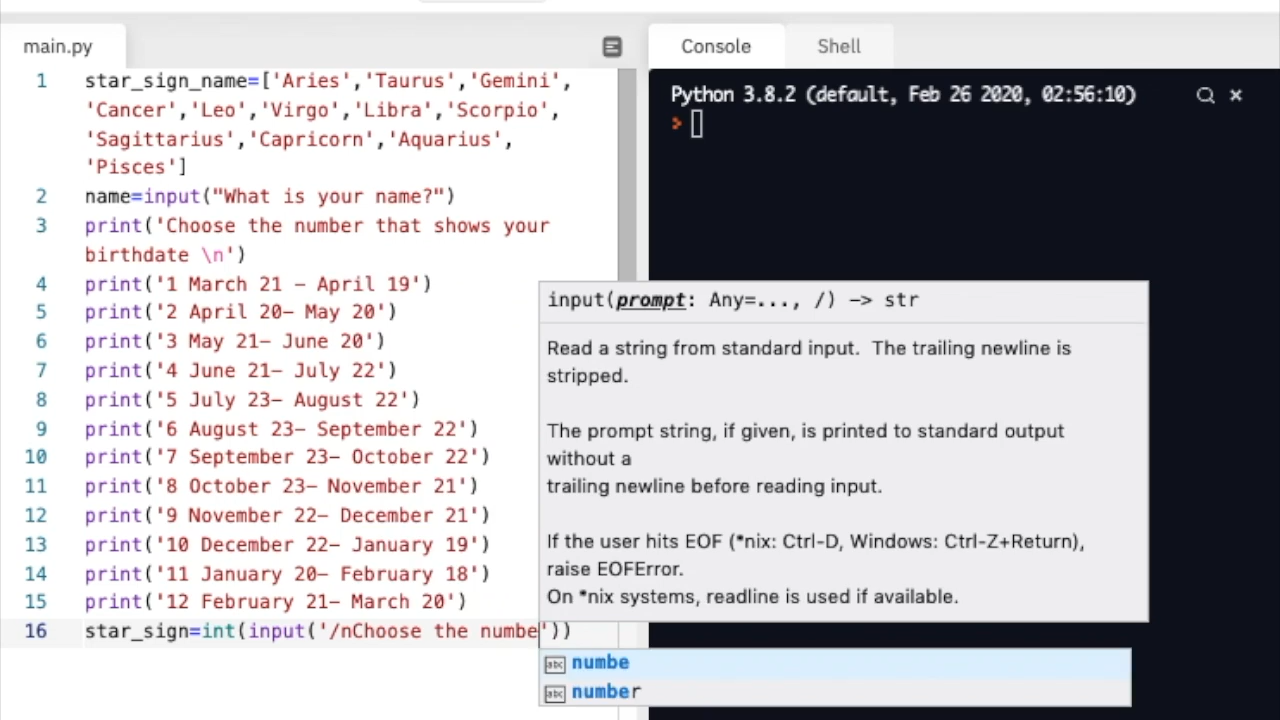 main.py
Console
Shell
1 star_sign_name=['Aries','Taurus','Gemini',
'Cancer','Leo','Virgo','Libra','Scorpio',
'Sagittarius','Capricorn','Aquarius',
'Pisces']
2 name=input("What is your name?")
3 print('Choose the number that shows your
birthdate \n')
4 print('1 March 21 - April 19')
5 print('2 April 20- May 20')
6 print('3 May 21- June 20')
7 print('4 June 21- July 22')
8 print('5 July 23- August 22')
9 print('6 August 23- September 22')
10 print('7 September 23- October 22')
11 print('8 October 23- November 21')
12 print('9 November 22- December 21')
13 print('10 December 22- January 19')
14 print('11 January 20- February 18')
15 print('12 February 21- March 20')
16 star_sign=int(input('/nChoose the numbe'))
Python 3.8.2 (default, Feb 26 2020, 02:56:10)
>
input(prompt: Any=..., /) -> str
Read a string from standard input.  The trailing newline is
stripped.
The prompt string, if given, is printed to standard output
without a
trailing newline before reading input.
If the user hits EOF (*nix: Ctrl-D, Windows: Ctrl-Z+Return),
raise EOFError.
On *nix systems, readline is used if available.
abc numbe
abc number